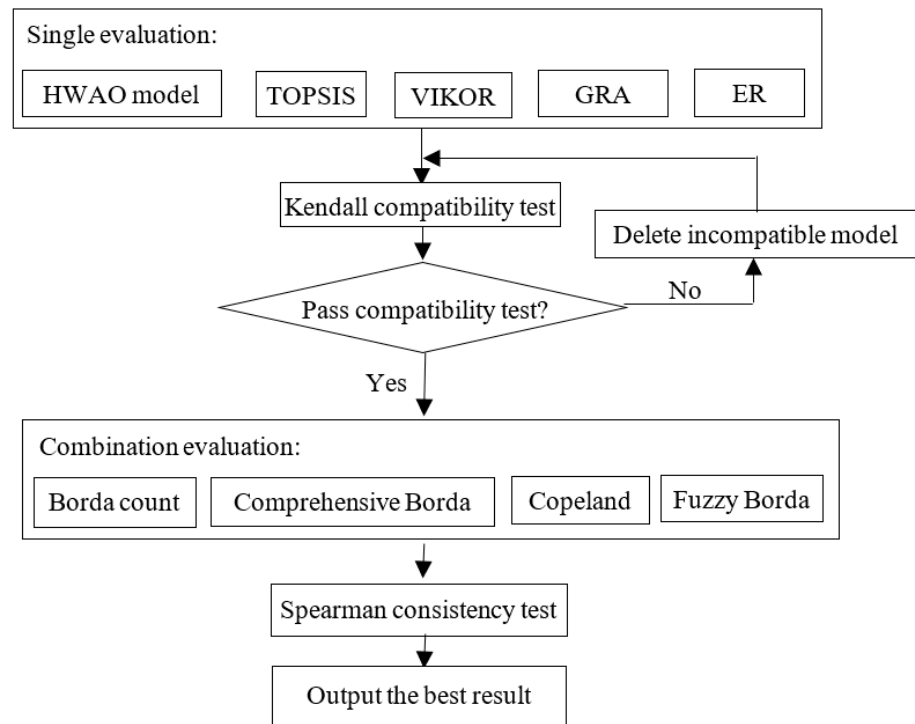 Single evaluation:
HWAO model TOPSIS VIKOR GRA ER
Kendall compatibility test
Delete incompatible model
Pass compatibility test?
No
Yes
Combination evaluation:
Borda count Comprehensive Borda Copeland Fuzzy Borda
Spearman consistency test
Output the best result